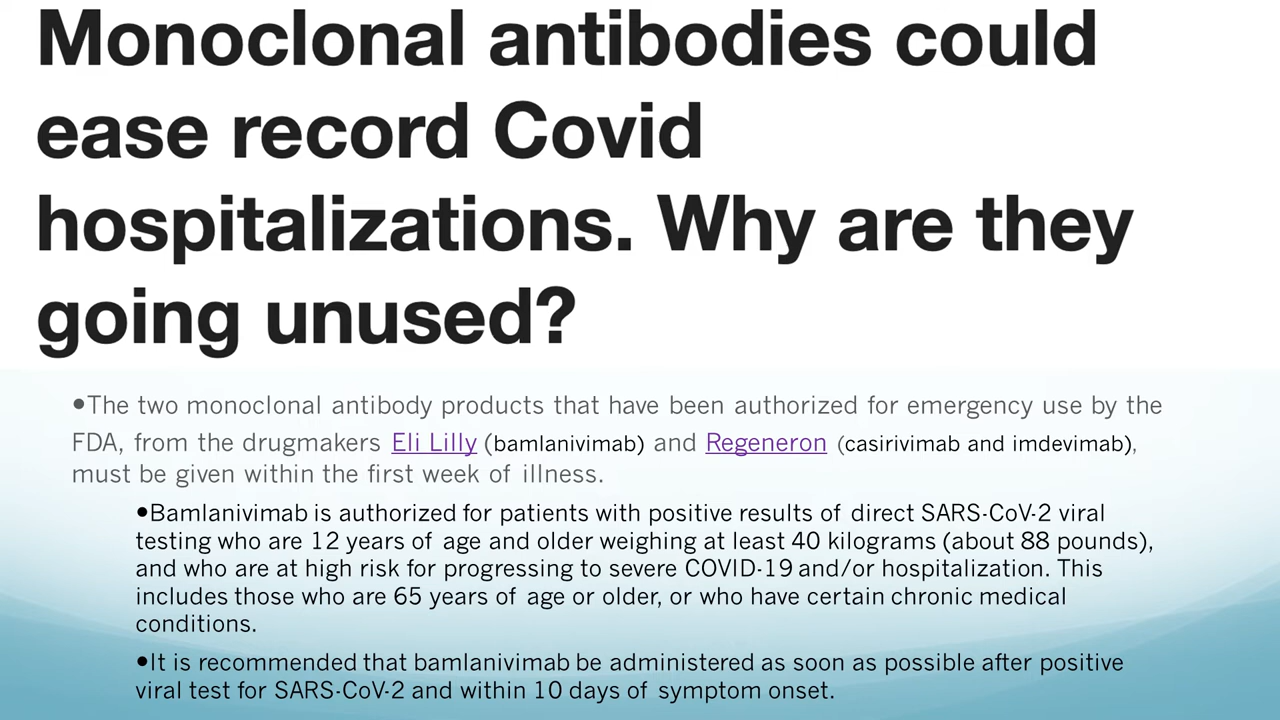 Monoclonal antibodies could
ease record Covid
hospitalizations. Why are they
going unused?
•The two monoclonal antibody products that have been authorized for emergency use by the
FDA, from the drugmakers Eli Lilly (bamlanivimab) and Regeneron (casirivimab and imdevimab),
must be given within the first week of illness.
•Bamlanivimab is authorized for patients with positive results of direct SARS-CoV-2 viral
testing who are 12 years of age and older weighing at least 40 kilograms (about 88 pounds),
and who are at high risk for progressing to severe COVID-19 and/or hospitalization. This
includes those who are 65 years of age or older, or who have certain chronic medical
conditions.
•It is recommended that bamlanivimab be administered as soon as possible after positive
viral test for SARS-CoV-2 and within 10 days of symptom onset.